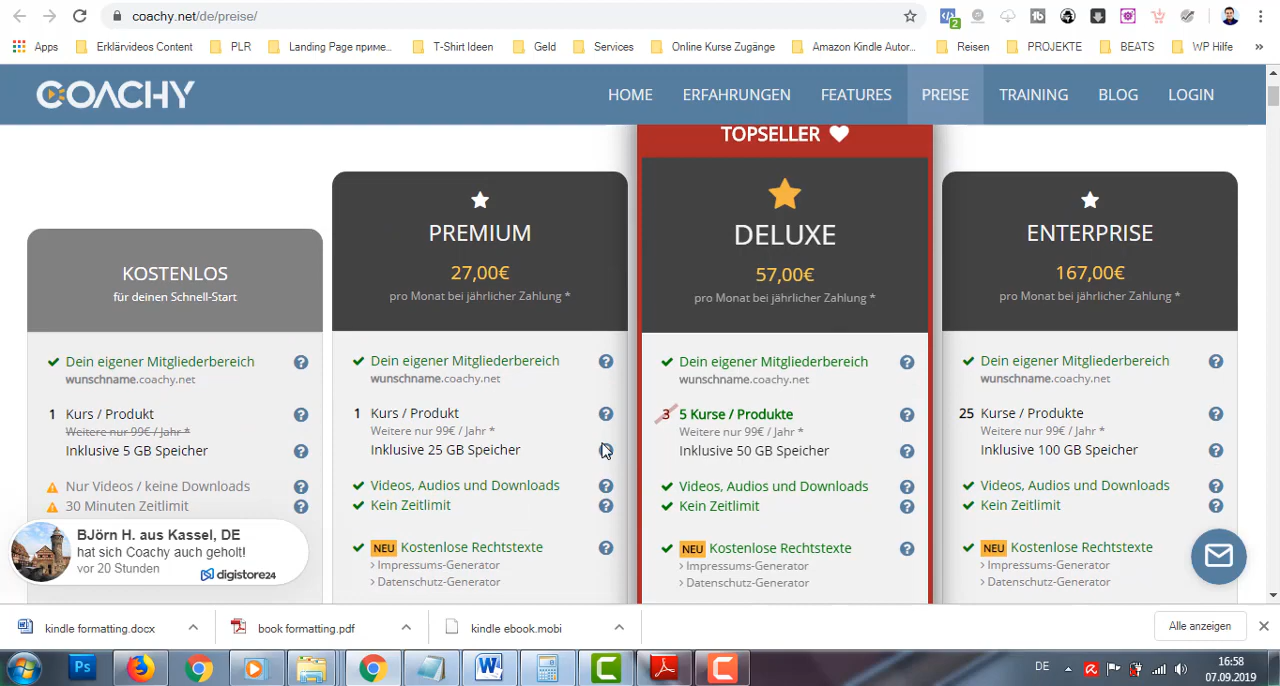 coachy.net/de/preise/
2
Apps
Erklärvideos Content
PLR
Landing Page приме...
T-Shirt Ideen
Geld
Services
Online Kurse Zugänge
Amazon Kindle Autor...
Reisen
PROJEKTE
BEATS
WP Hilfe
»
COACHY
HOME
ERFAHRUNGEN
FEATURES
PREISE
TRAINING
BLOG
LOGIN
KOSTENLOS
für deinen Schnell-Start
Dein eigener Mitgliederbereich
wunschname.coachy.net
1 Kurs / Produkt
Weitere nur 99€ / Jahr *
Inklusive 5 GB Speicher
Nur Videos / keine Downloads
30 Minuten Zeitlimit
BJörn H. aus Kassel, DE
hat sich Coachy auch geholt!
vor 20 Stunden
digistore24
PREMIUM
27,00€
pro Monat bei jährlicher Zahlung *
Dein eigener Mitgliederbereich
wunschname.coachy.net
1 Kurs / Produkt
Weitere nur 99€ / Jahr *
Inklusive 25 GB Speicher
Videos, Audios und Downloads
Kein Zeitlimit
NEU Kostenlose Rechtstexte
› Impressums-Generator
› Datenschutz-Generator
TOPSELLER
DELUXE
57,00€
pro Monat bei jährlicher Zahlung *
Dein eigener Mitgliederbereich
wunschname.coachy.net
3 5 Kurse / Produkte
Weitere nur 99€ / Jahr *
Inklusive 50 GB Speicher
Videos, Audios und Downloads
Kein Zeitlimit
NEU Kostenlose Rechtstexte
› Impressums-Generator
› Datenschutz-Generator
ENTERPRISE
167,00€
pro Monat bei jährlicher Zahlung *
Dein eigener Mitgliederbereich
wunschname.coachy.net
25 Kurse / Produkte
Weitere nur 99€ / Jahr *
Inklusive 100 GB Speicher
Videos, Audios und Downloads
Kein Zeitlimit
NEU Kostenlose Rechtstexte
› Impressums-Generator
› Datenschutz-Generator
kindle formatting.docx
book formatting.pdf
kindle ebook.mobi
Alle anzeigen
Ps
DE
16:58
07.09.2019